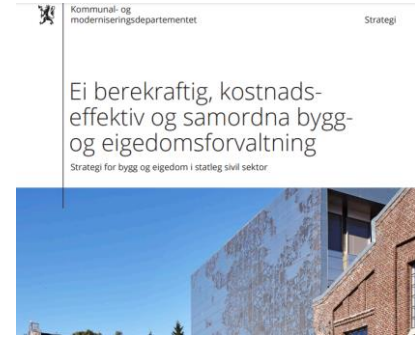 Kommunal- og
moderniseringsdepartementet
Strategi
Ei berekraftig, kostnads-
effektiv og samordna bygg-
og eigedomsforvaltning
Strategi for bygg og eigedom i statleg sivil sektor